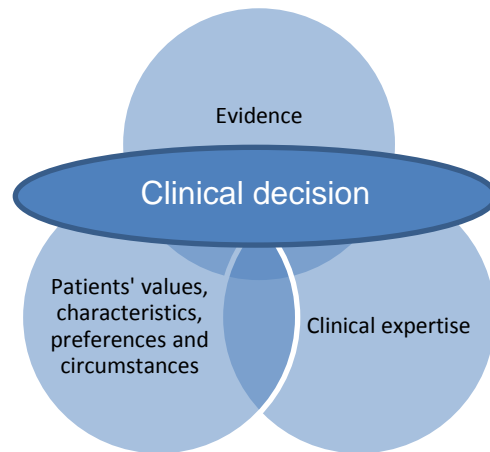 Evidence
Clinical decision
Patients' values,
characteristics,
preferences and
circumstances
Clinical expertise